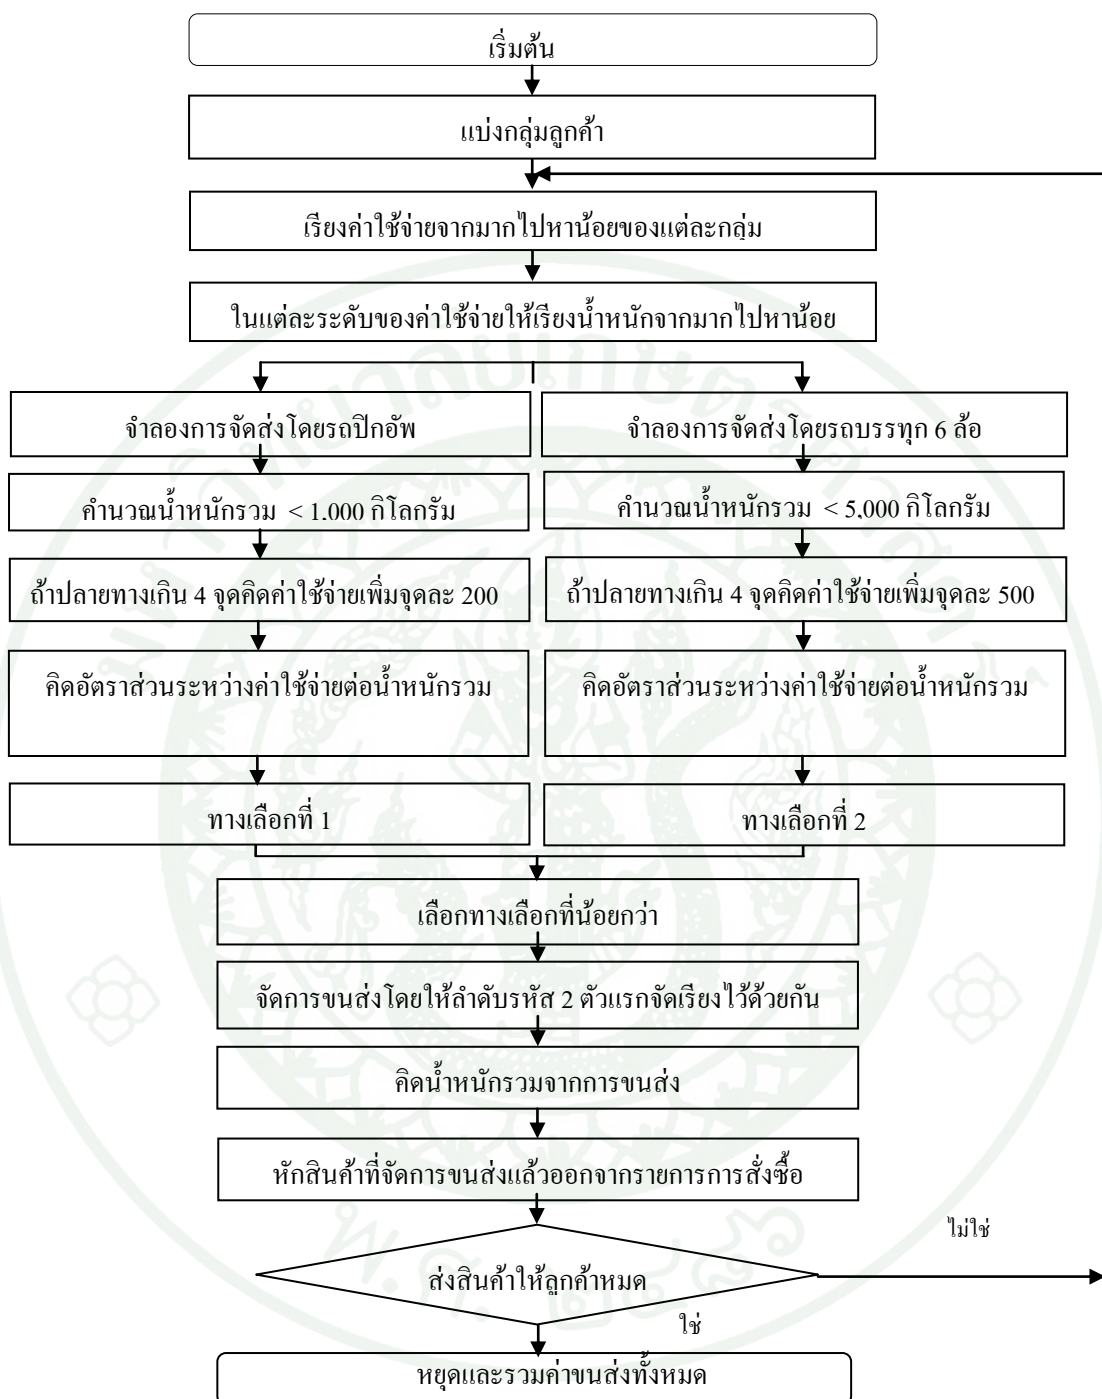 เริ่มต้น
แบ่งกลุ่มลูกค้า
เรียงค่าใช้จ่ายจากมากไปหาน้อยของแต่ละกลุ่ม
ในแต่ละระดับของค่าใช้จ่ายให้เรียงน้ำหนักจากมากไปหาน้อย
จำลองการจัดส่งโดยรถปิกอัพ
จำลองการจัดส่งโดยรถบรรทุก 6 ล้อ
คำนวณน้ำหนักรวม < 1,000 กิโลกรัม
คำนวณน้ำหนักรวม < 5,000 กิโลกรัม
ถ้าปลายทางเกิน 4 จุดคิดค่าใช้จ่ายเพิ่มจุดละ 200
ถ้าปลายทางเกิน 4 จุดคิดค่าใช้จ่ายเพิ่มจุดละ 500
คิดอัตราส่วนระหว่างค่าใช้จ่ายต่อน้ำหนักรวม
คิดอัตราส่วนระหว่างค่าใช้จ่ายต่อน้ำหนักรวม
ทางเลือกที่ 1
ทางเลือกที่ 2
เลือกทางเลือกที่น้อยกว่า
จัดการขนส่งโดยให้ลำดับรหัส 2 ตัวแรกจัดเรียงไว้ด้วยกัน
คิดน้ำหนักรวมจากการขนส่ง
หักสินค้าที่จัดการขนส่งแล้วออกจากรายการการสั่งซื้อ
ไม่ใช่
ส่งสินค้าให้ลูกค้าหมด
ใช่
หยุดและรวมค่าขนส่งทั้งหมด
มหาวิทยาลัยเกษตรศาสตร์
พ.ศ. ๒๔๘๖